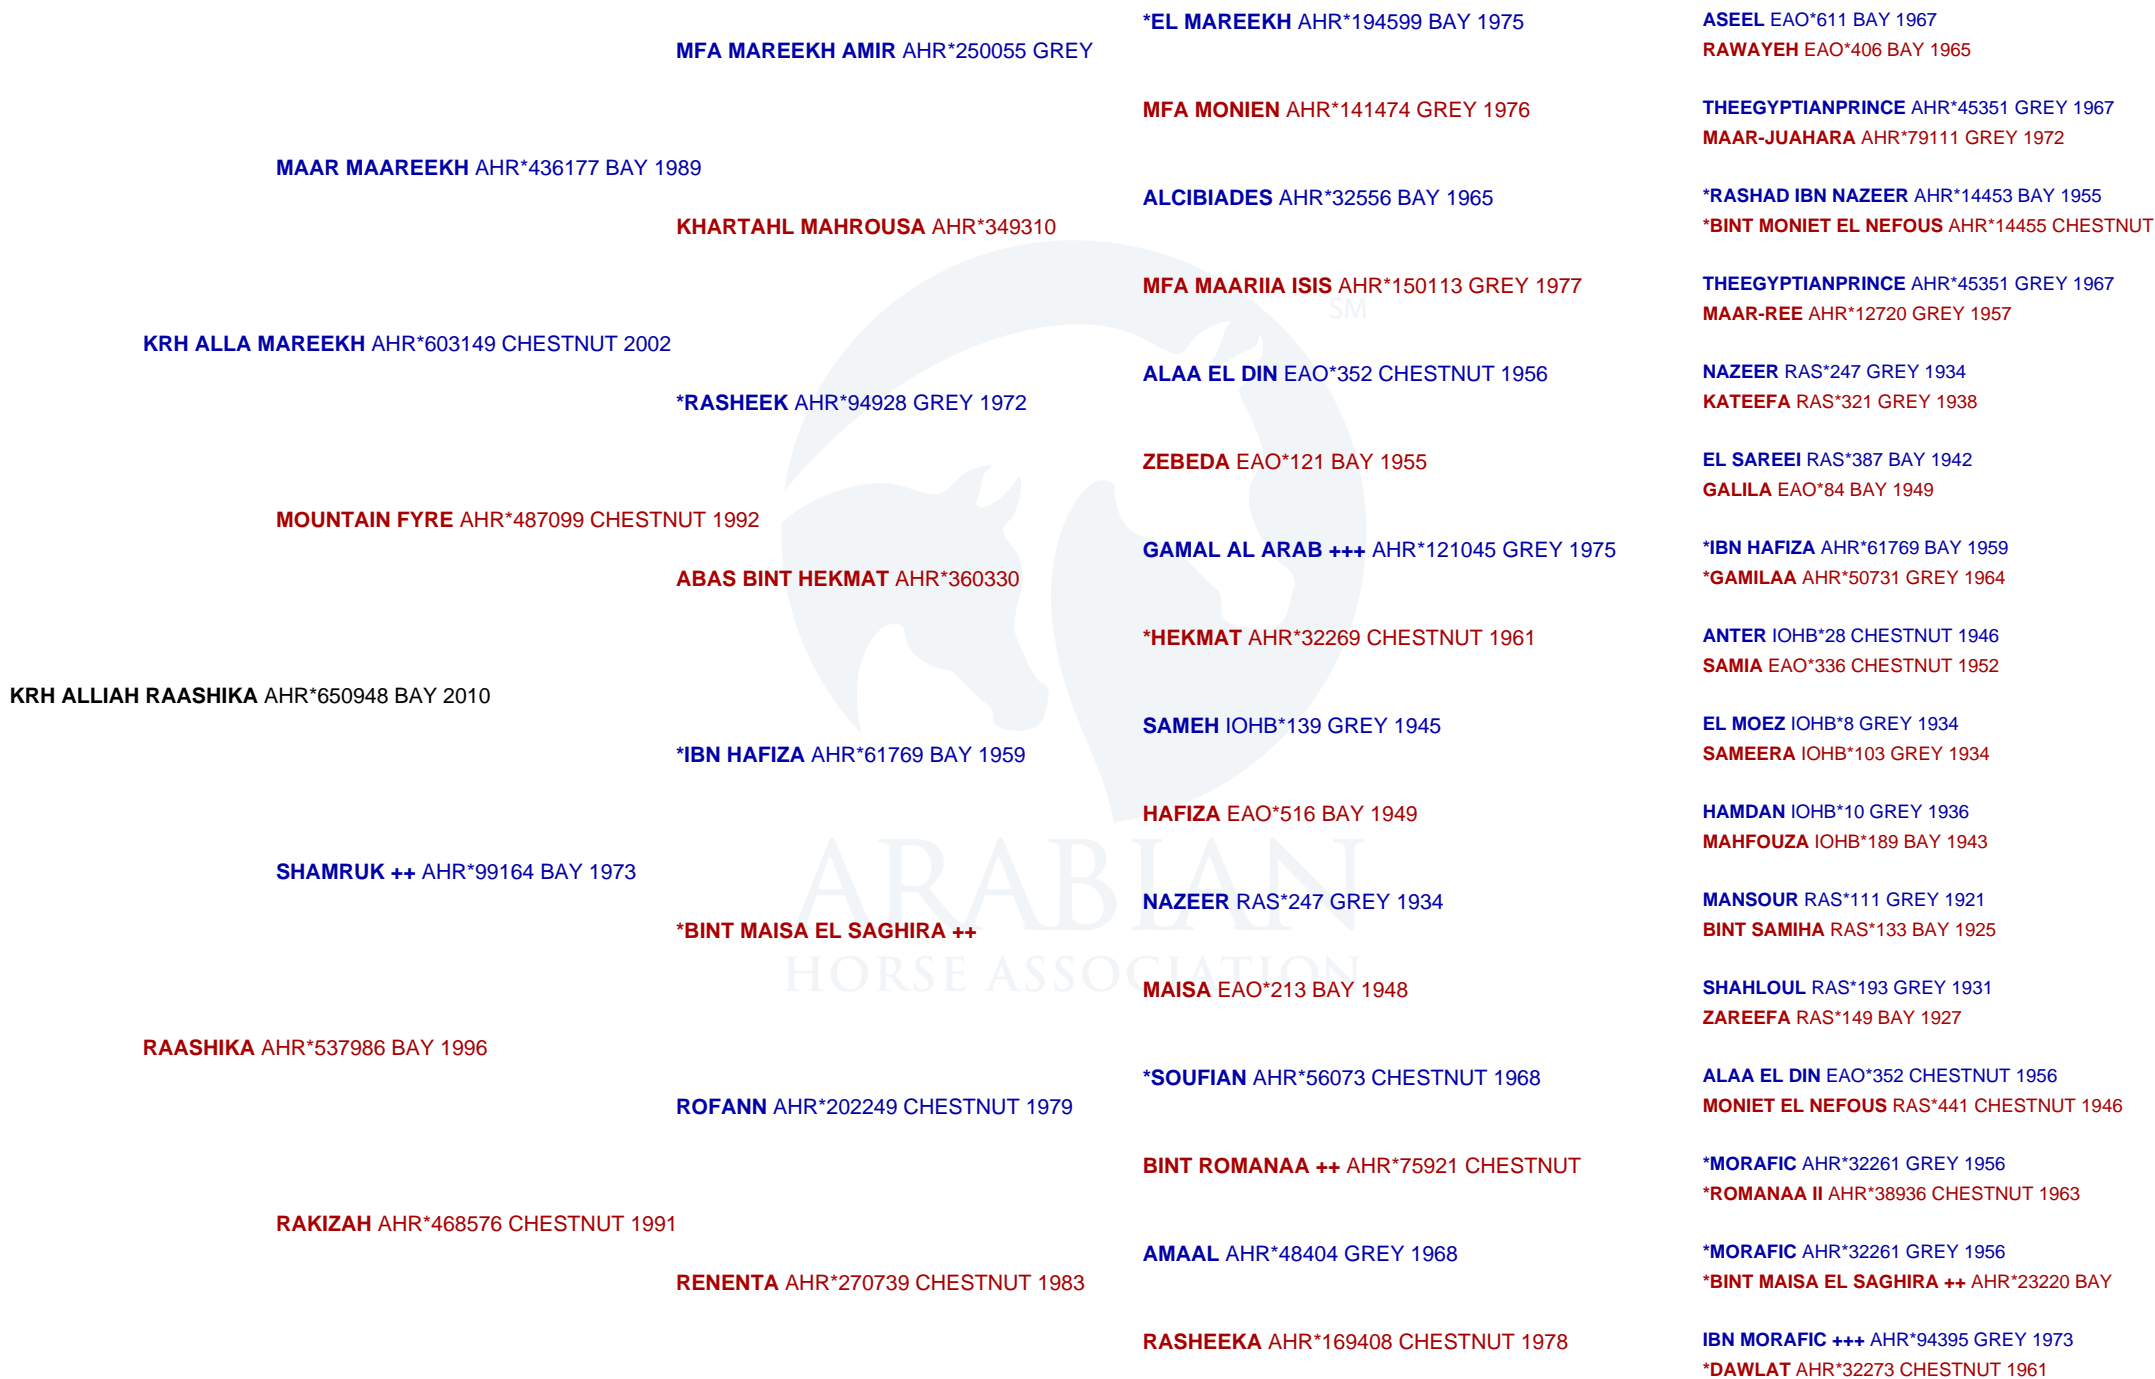 *EL MAREEKH AHR*194599 BAY 1975
ASEEL EAO*611 BAY 1967
MFA MAREEKH AMIR AHR*250055 GREY
RAWAYEH EAO*406 BAY 1965
MFA MONIEN AHR*141474 GREY 1976
THEEGYPTIANPRINCE AHR*45351 GREY 1967
MAAR-JUAHARA AHR*79111 GREY 1972
MAAR MAAREEKH AHR*436177 BAY 1989
ALCIBIADES AHR*32556 BAY 1965
*RASHAD IBN NAZEER AHR*14453 BAY 1955
KHARTAHL MAHROUSA AHR*349310
*BINT MONIET EL NEFOUS AHR*14455 CHESTNUT
MFA MAARIIA ISIS AHR*150113 GREY 1977
THEEGYPTIANPRINCE AHR*45351 GREY 1967
SM
MAAR-REE AHR*12720 GREY 1957
KRH ALLA MAREEKH AHR*603149 CHESTNUT 2002
ALAA EL DIN EAO*352 CHESTNUT 1956
NAZEER RAS*247 GREY 1934
*RASHEEK AHR*94928 GREY 1972
KATEEFA RAS*321 GREY 1938
ZEBEDA EAO*121 BAY 1955
EL SAREEI RAS*387 BAY 1942
GALILA EAO*84 BAY 1949
MOUNTAIN FYRE AHR*487099 CHESTNUT 1992
GAMAL AL ARAB +++ AHR*121045 GREY 1975
*IBN HAFIZA AHR*61769 BAY 1959
ABAS BINT HEKMAT AHR*360330
*GAMILAA AHR*50731 GREY 1964
*HEKMAT AHR*32269 CHESTNUT 1961
ANTER IOHB*28 CHESTNUT 1946
SAMIA EAO*336 CHESTNUT 1952
KRH ALLIAH RAASHIKA AHR*650948 BAY 2010
SAMEH IOHB*139 GREY 1945
EL MOEZ IOHB*8 GREY 1934
*IBN HAFIZA AHR*61769 BAY 1959
SAMEERA IOHB*103 GREY 1934
HAFIZA EAO*516 BAY 1949
HAMDAN IOHB*10 GREY 1936
MAHFOUZA IOHB*189 BAY 1943
SHAMRUK ++ AHR*99164 BAY 1973
ARABIAN
NAZEER RAS*247 GREY 1934
MANSOUR RAS*111 GREY 1921
*BINT MAISA EL SAGHIRA ++
BINT SAMIHA RAS*133 BAY 1925
HORSE ASSOCIATION
MAISA EAO*213 BAY 1948
SHAHLOUL RAS*193 GREY 1931
ZAREEFA RAS*149 BAY 1927
RAASHIKA AHR*537986 BAY 1996
*SOUFIAN AHR*56073 CHESTNUT 1968
ALAA EL DIN EAO*352 CHESTNUT 1956
ROFANN AHR*202249 CHESTNUT 1979
MONIET EL NEFOUS RAS*441 CHESTNUT 1946
BINT ROMANAA ++ AHR*75921 CHESTNUT
*MORAFIC AHR*32261 GREY 1956
*ROMANAA II AHR*38936 CHESTNUT 1963
RAKIZAH AHR*468576 CHESTNUT 1991
AMAAL AHR*48404 GREY 1968
*MORAFIC AHR*32261 GREY 1956
RENENTA AHR*270739 CHESTNUT 1983
*BINT MAISA EL SAGHIRA ++ AHR*23220 BAY
RASHEEKA AHR*169408 CHESTNUT 1978
IBN MORAFIC +++ AHR*94395 GREY 1973
*DAWLAT AHR*32273 CHESTNUT 1961